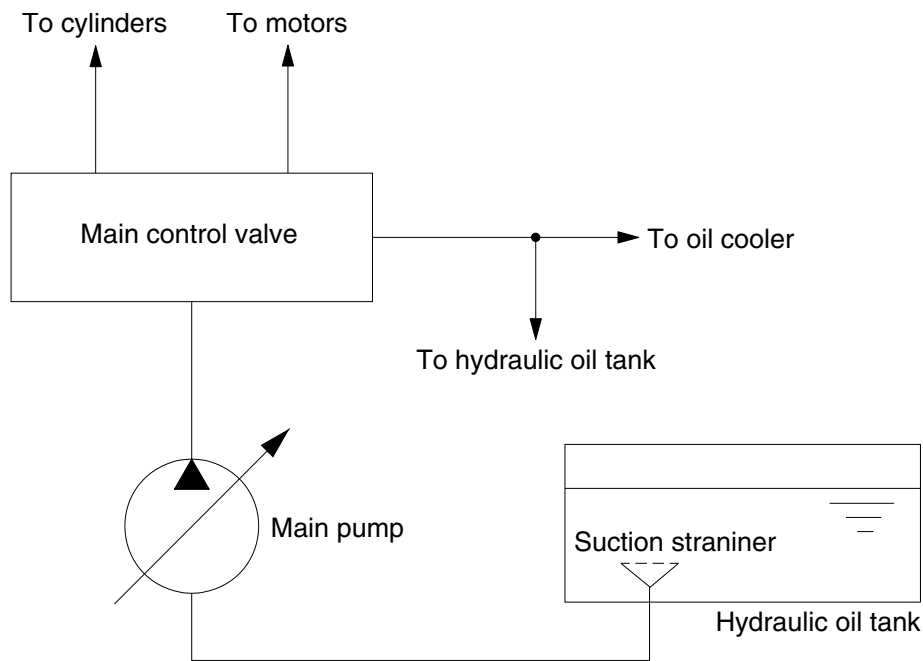 To cylinders
To motors
Main control valve
To oil cooler
To hydraulic oil tank
Main pump
Suction straniner
Hydraulic oil tank